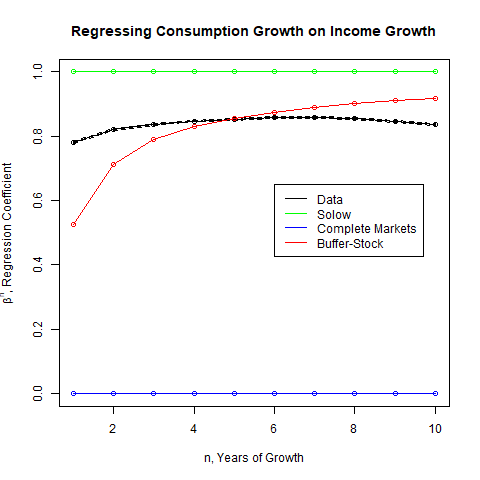 Regressing Consumption Growth on Income Growth
βⁿ, Regression Coefficient
1.0
0.8
0.6
0.4
0.2
0.0
Data
Solow
Complete Markets
Buffer-Stock
2 4 6 8 10
n, Years of Growth